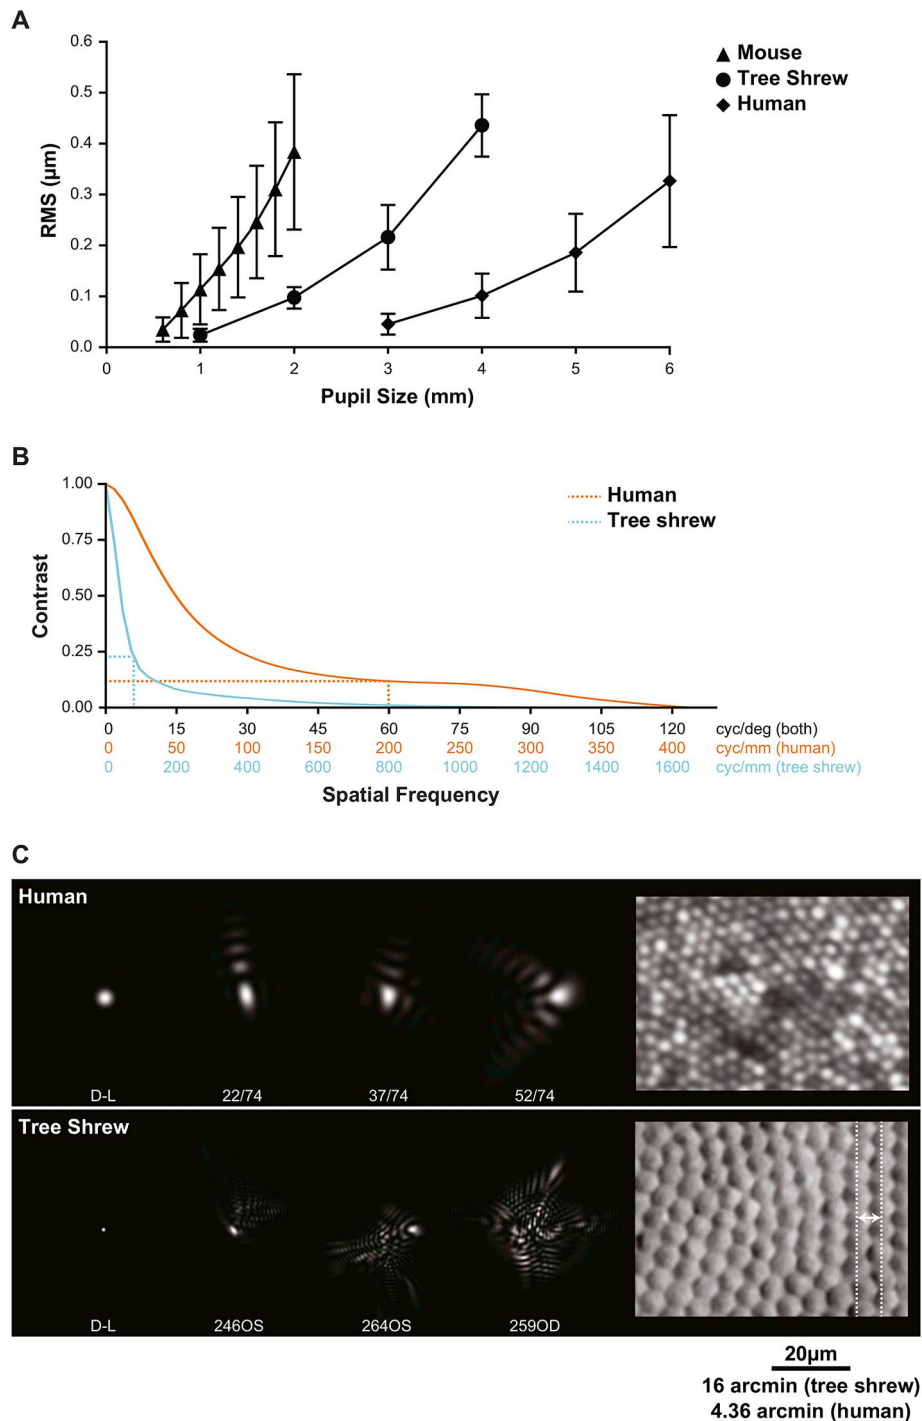 A
0.6
0.5
0.4
0.3
0.2
0.1
0.0
RMS (µm)
0 1 2 3 4 5 6
Pupil Size (mm)
Mouse
Tree Shrew
Human
B
1.00
0.75
0.50
0.25
0.00
Contrast
Human
Tree shrew
0 15 30 45 60 75 90 105 120 cyc/deg (both)
0 50 100 150 200 250 300 350 400 cyc/mm (human)
0 200 400 600 800 1000 1200 1400 1600 cyc/mm (tree shrew)
Spatial Frequency
C
Human
D-L 22/74 37/74 52/74
Tree Shrew
D-L 246OS 264OS 259OD
20µm
16 arcmin (tree shrew)
4.36 arcmin (human)